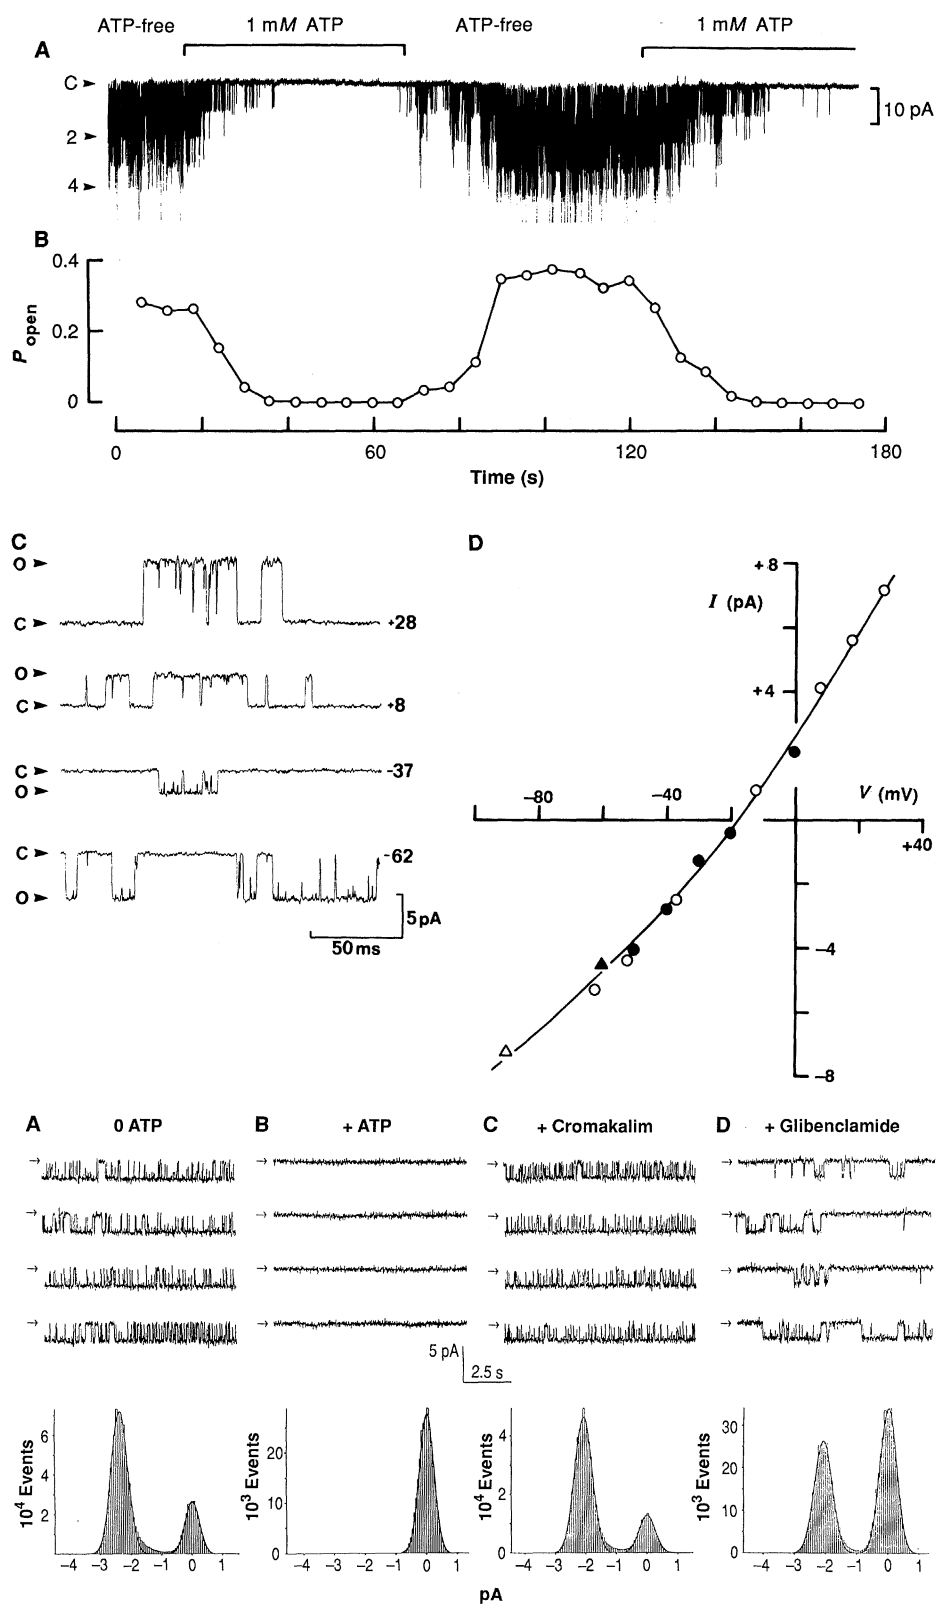 ATP-free 1 mM ATP ATP-free 1 mM ATP
A
C
2
4
10 pA
B
0.4
0.2
0
P open
0 60 120 180
Time (s)
C
O
C +28
O
C +8
C -37
O
C -62
O
5 pA
50 ms
D
+8
I (pA)
+4
−80 −40 V (mV)
+40
−4
−8
A 0 ATP B + ATP C + Cromakalim D + Glibenclamide
5 pA
2.5 s
10⁴ Events
6
4
2
−4 −3 −2 −1 0 1
10³ Events
20
10
0
−4 −3 −2 −1 0 1
10⁴ Events
4
2
0
−4 −3 −2 −1 0 1
10³ Events
30
20
10
0
−4 −3 −2 −1 0 1
pA